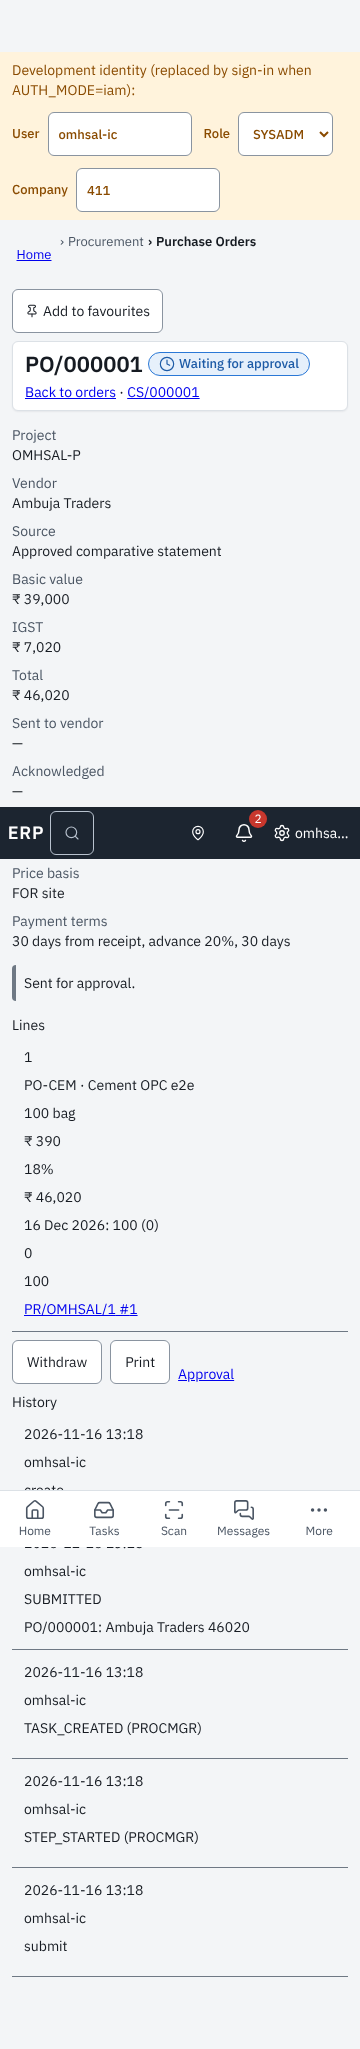 Development identity (replaced by sign-in when
AUTH_MODE=iam):
User omhsal-ic Role SYSADM
Company 411
Home › Procurement › Purchase Orders
Add to favourites
PO/000001 Waiting for approval
Back to orders · CS/000001
Project
OMHSAL-P
Vendor
Ambuja Traders
Source
Approved comparative statement
Basic value
₹ 39,000
IGST
₹ 7,020
Total
₹ 46,020
Sent to vendor
—
Acknowledged
—
ERP 2 omhsa...
Price basis
FOR site
Payment terms
30 days from receipt, advance 20%, 30 days
Sent for approval.
Lines
1
PO-CEM · Cement OPC e2e
100 bag
₹ 390
18%
₹ 46,020
16 Dec 2026: 100 (0)
0
100
PR/OMHSAL/1 #1
Withdraw Print Approval
History
2026-11-16 13:18
omhsal-ic
Home Tasks Scan Messages More
omhsal-ic
SUBMITTED
PO/000001: Ambuja Traders 46020
2026-11-16 13:18
omhsal-ic
TASK_CREATED (PROCMGR)
2026-11-16 13:18
omhsal-ic
STEP_STARTED (PROCMGR)
2026-11-16 13:18
omhsal-ic
submit